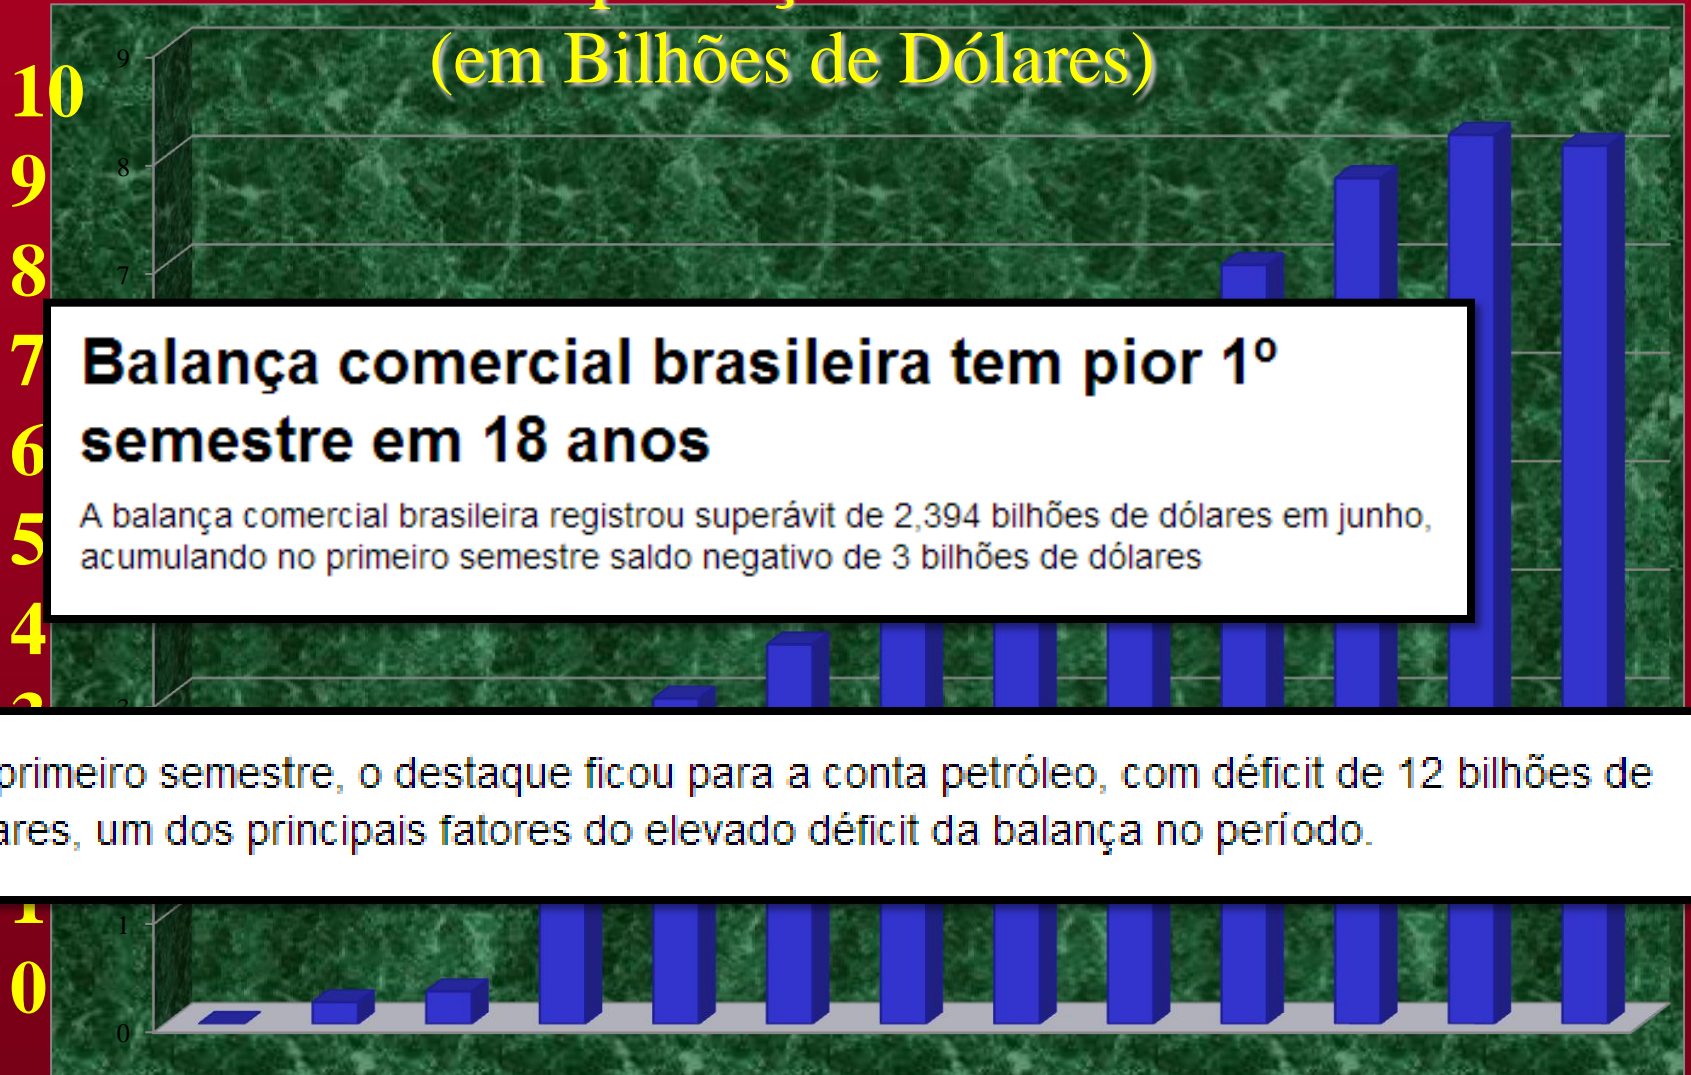 (em Bilhões de Dólares)
10
9
8
7
6
5
4
3
1
0
9
8
7
3
1
0
Balança comercial brasileira tem pior 1º
semestre em 18 anos
A balança comercial brasileira registrou superávit de 2,394 bilhões de dólares em junho,
acumulando no primeiro semestre saldo negativo de 3 bilhões de dólares
primeiro semestre, o destaque ficou para a conta petróleo, com déficit de 12 bilhões de
ares, um dos principais fatores do elevado déficit da balança no período.